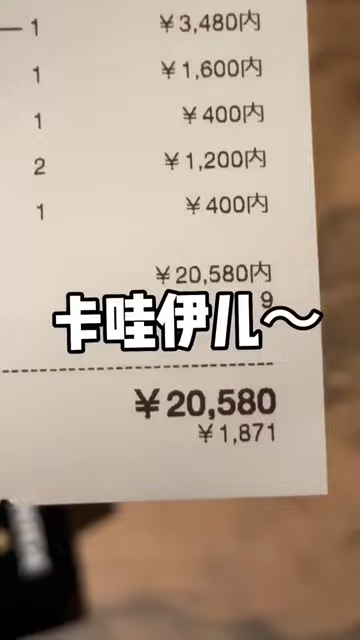 1 ¥3,480内
1 ¥1,600内
1 ¥400内
2 ¥1,200内
1 ¥400内
¥20,580内
9
卡哇伊儿～
¥20,580
¥1,871